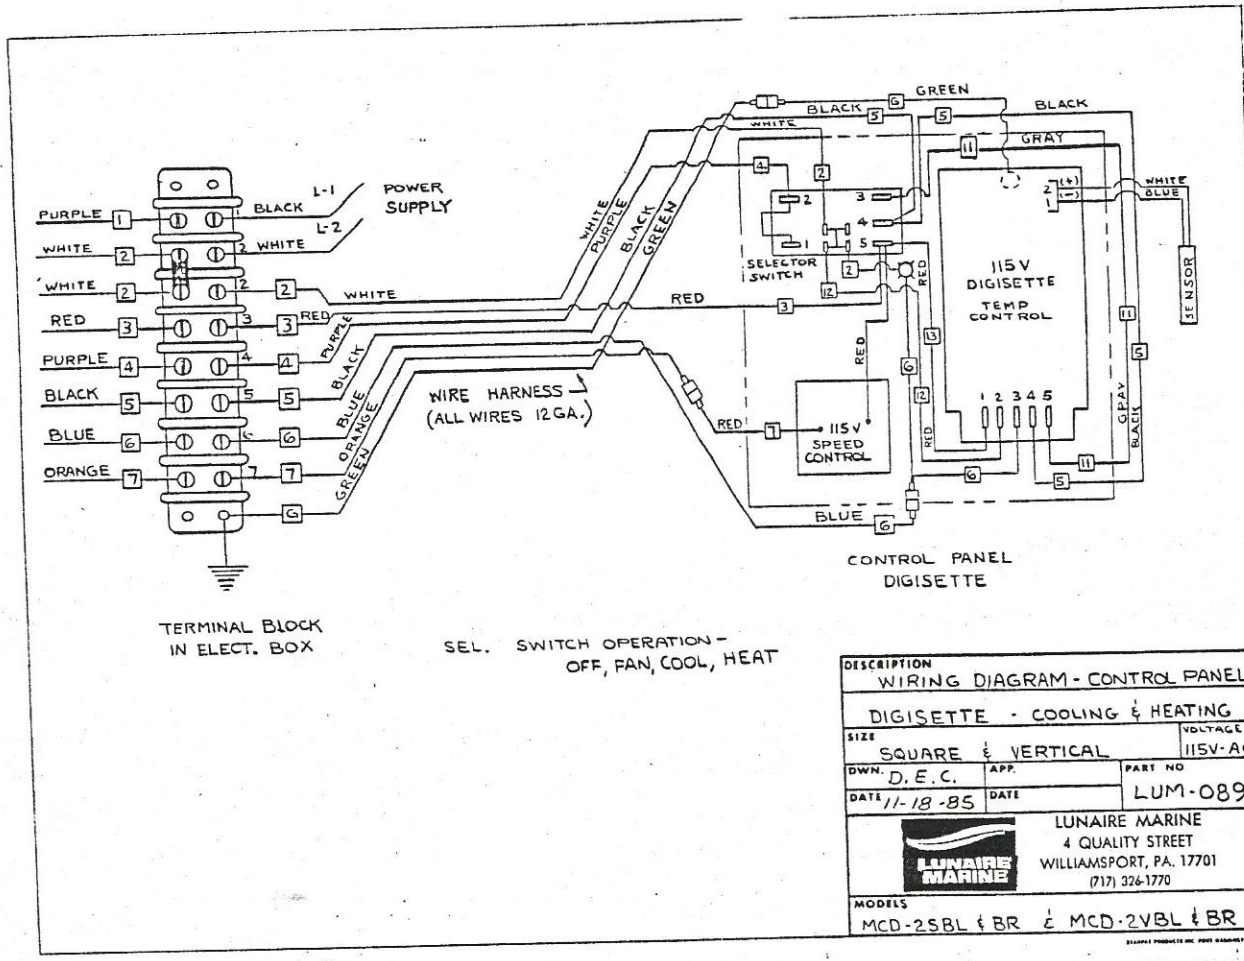 PURPLE 1
WHITE 2
WHITE 2
RED 3
PURPLE 4
BLACK 5
BLUE 6
ORANGE 7
1 BLACK L-1
2 WHITE L-2
POWER
SUPPLY
2 2 WHITE
3 3 RED
4 4 PURPLE
5 5 BLACK
6 6 BLUE
7 7 ORANGE
G GREEN
WIRE HARNESS
(ALL WIRES 12GA.)
WHITE
PURPLE
BLACK
GREEN
G GREEN
BLACK 5
5 BLACK
WHITE
2
4
11 GRAY
2 3
4
1 5
SELECTOR
SWITCH
2
12
RED
RED 3
RED
13
6
12
RED
2 (+) WHITE
1 (-) BLUE
SENSOR
115V
DIGISETTE
TEMP
CONTROL
1 2 3 4 5
11
5
GRAY
BLACK
11
6
5
RED 7
115V
SPEED
CONTROL
BLUE 6
CONTROL PANEL
DIGISETTE
TERMINAL BLOCK
IN ELECT. BOX
SEL. SWITCH OPERATION -
OFF, FAN, COOL, HEAT
DESCRIPTION
WIRING DIAGRAM - CONTROL PANEL
DIGISETTE - COOLING & HEATING
SIZE
SQUARE & VERTICAL
VOLTAGE
115V-A
DWN. D.E.C.
APP.
PART NO
LUM-089
DATE 11-18-85
DATE
LUNAIRE
MARINE
LUNAIRE MARINE
4 QUALITY STREET
WILLIAMSPORT, PA. 17701
(717) 326-1770
MODELS
MCD-2SBL & BR & MCD-2VBL & BR